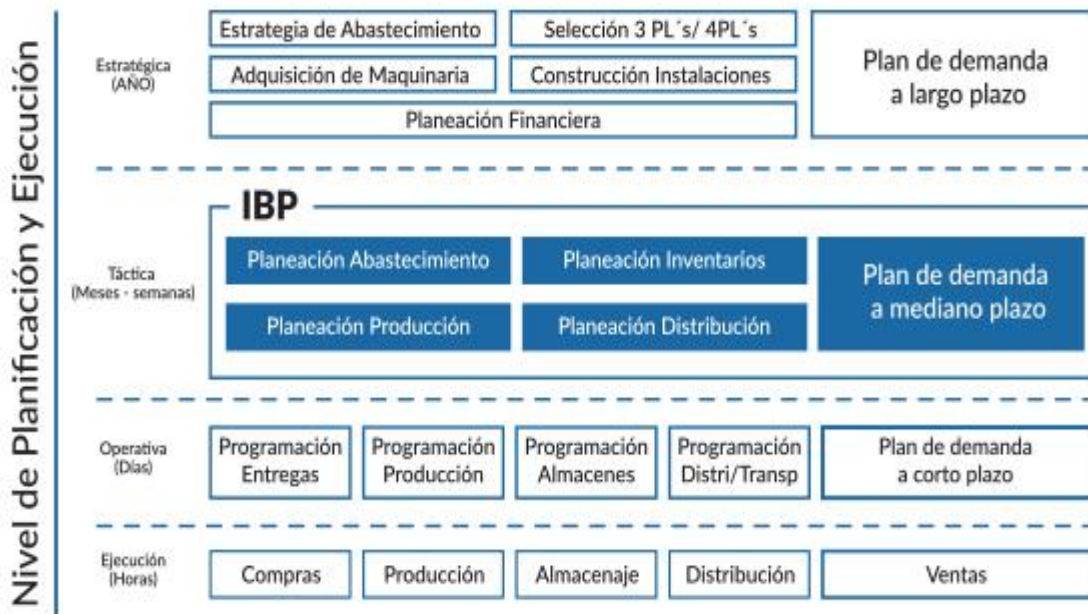 Nivel de Planificación y Ejecución
Estratégica
(AÑO)
Estrategia de Abastecimiento
Selección 3 PL´s/ 4PL´s
Adquisición de Maquinaria
Construcción Instalaciones
Planeación Financiera
Plan de demanda
a largo plazo
Táctica
(Meses - semanas)
IBP
Planeación Abastecimiento
Planeación Inventarios
Planeación Producción
Planeación Distribución
Plan de demanda
a mediano plazo
Operativa
(Días)
Programación
Entregas
Programación
Producción
Programación
Almacenes
Programación
Distri/Transp
Plan de demanda
a corto plazo
Ejecución
(Horas)
Compras
Producción
Almacenaje
Distribución
Ventas